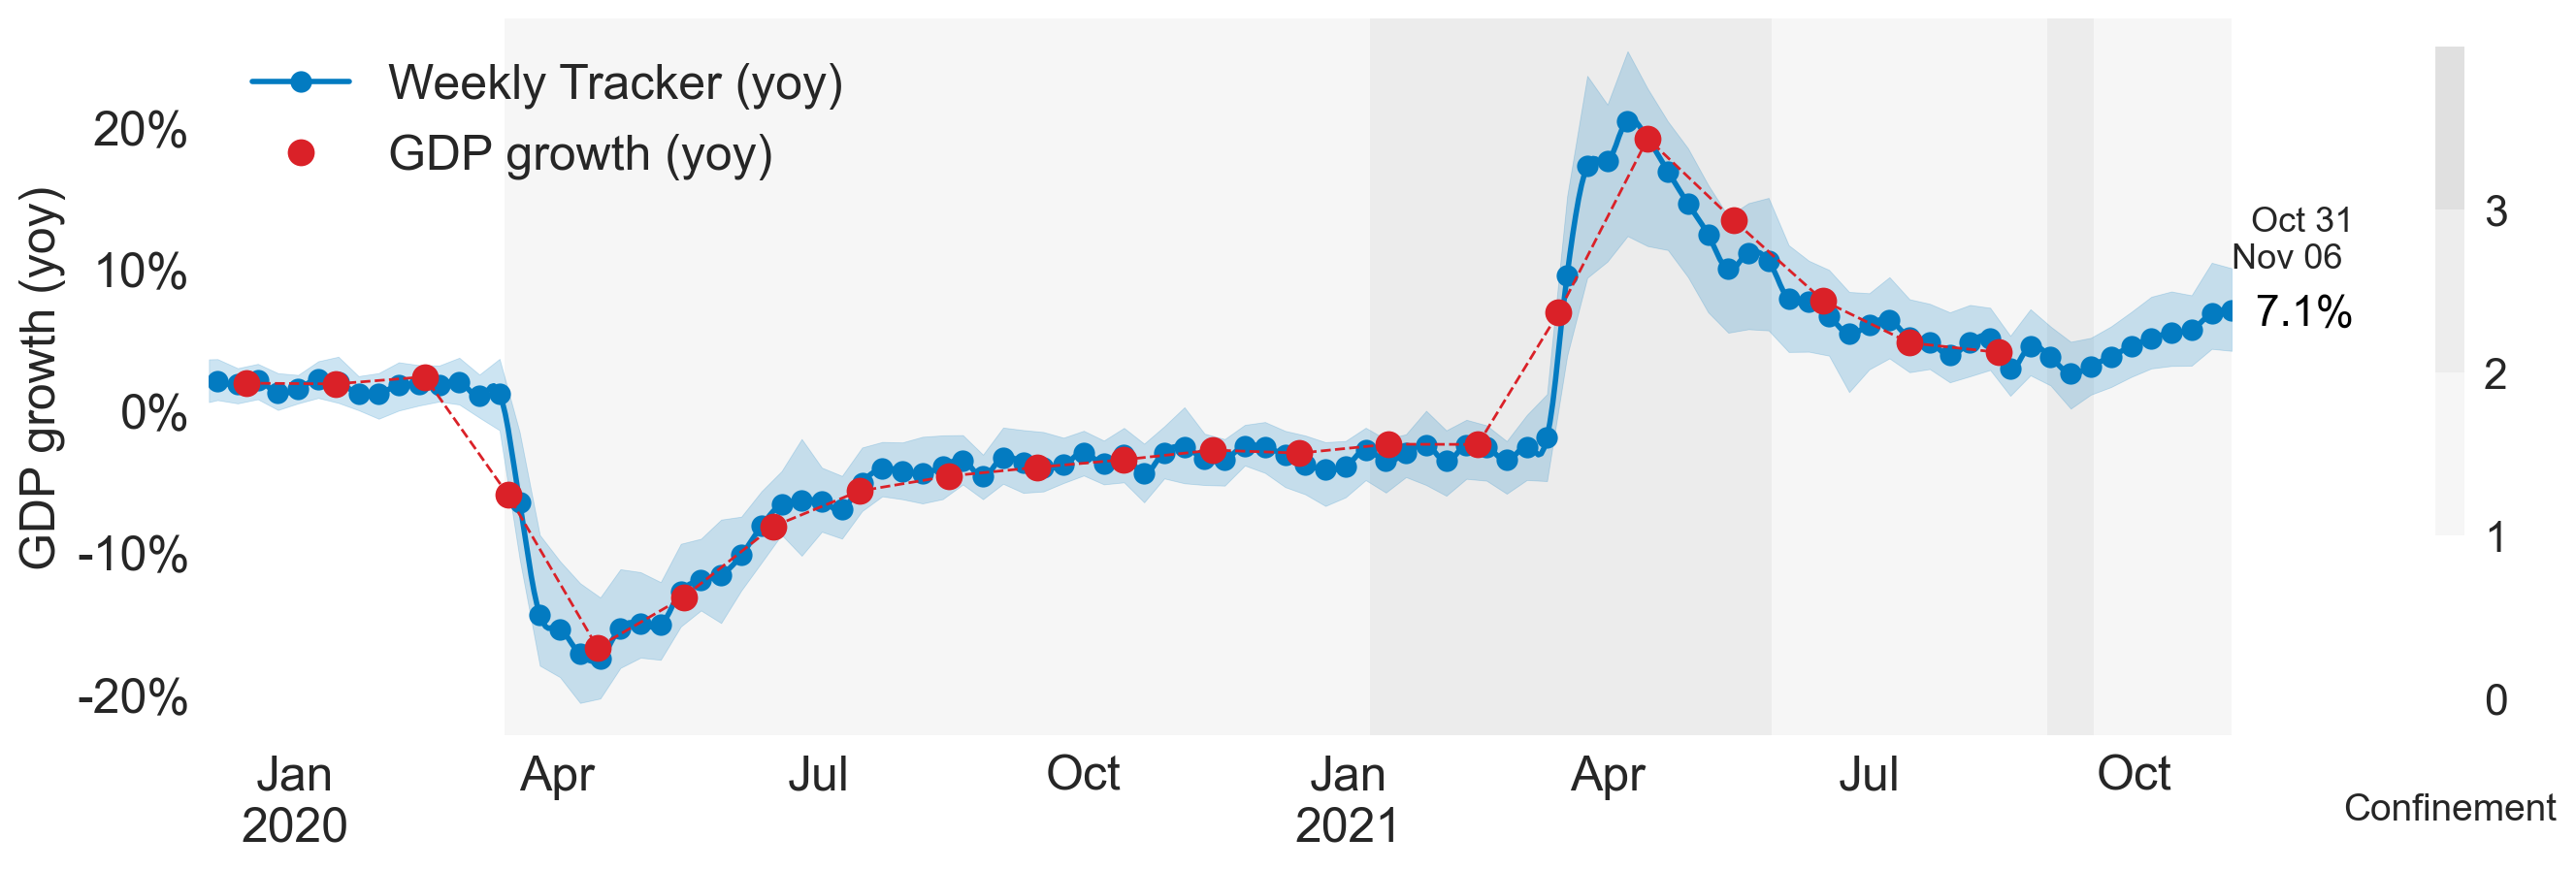 Weekly Tracker (yoy)
GDP growth (yoy)
GDP growth (yoy)
20%
10%
0%
-10%
-20%
Jan
2020
Apr
Jul
Oct
Jan
2021
Apr
Jul
Oct
Oct 31
Nov 06
7.1%
3
2
1
0
Confinement